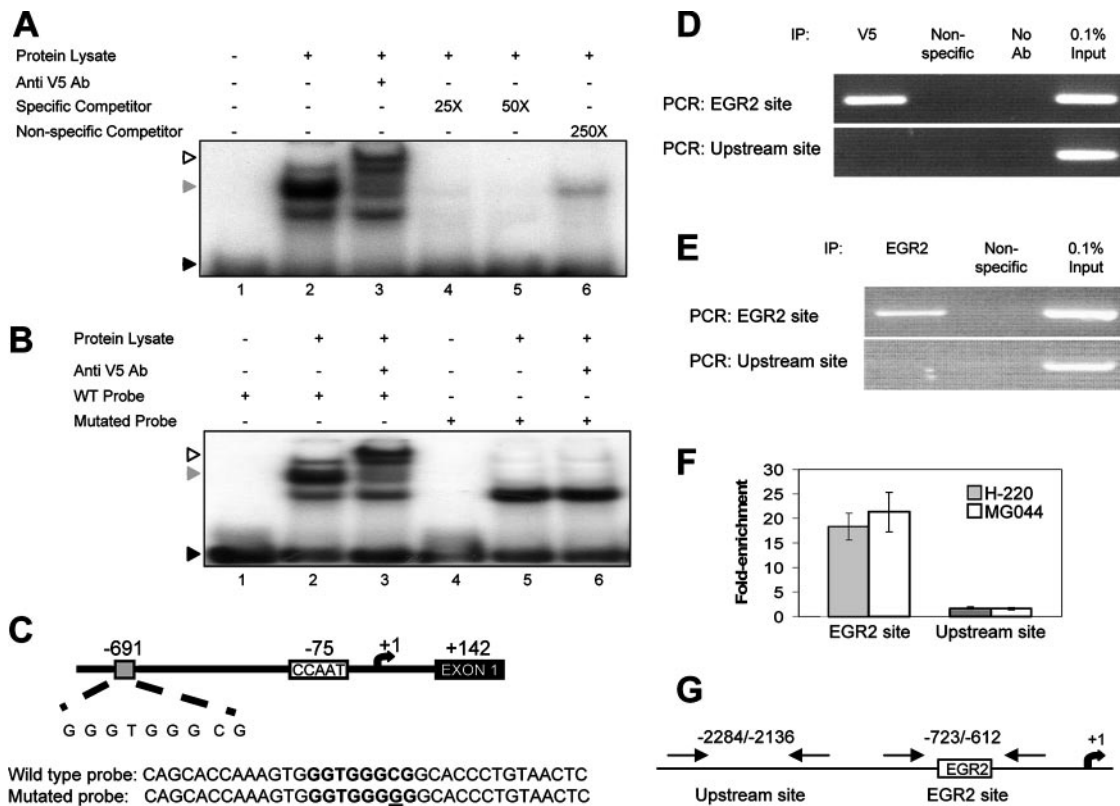 A
Protein Lysate - + + + + +
Anti V5 Ab - - + - - -
Specific Competitor - - - 25X 50X -
Non-specific Competitor - - - - - 250X
1 2 3 4 5 6
B
Protein Lysate - + + - + +
Anti V5 Ab - - + - - +
WT Probe + + + - - -
Mutated Probe - - - + + +
1 2 3 4 5 6
C
-691 -75 +1 +142
CCAAT EXON 1
G G G T G G G C G
Wild type probe: CAGCACCAAAGTGGGGTGGGCGGCACCCTGTAACTC
Mutated probe: CAGCACCAAAGTGGGGTGGGGGGCACCCTGTAACTC
D
IP: V5 Non-specific No Ab 0.1% Input
PCR: EGR2 site
PCR: Upstream site
E
IP: EGR2 Non-specific 0.1% Input
PCR: EGR2 site
PCR: Upstream site
F
Fold-enrichment
30
25
20
15
10
5
0
H-220
MG044
EGR2 site Upstream site
G
-2284/-2136 -723/-612 +1
EGR2
Upstream site EGR2 site